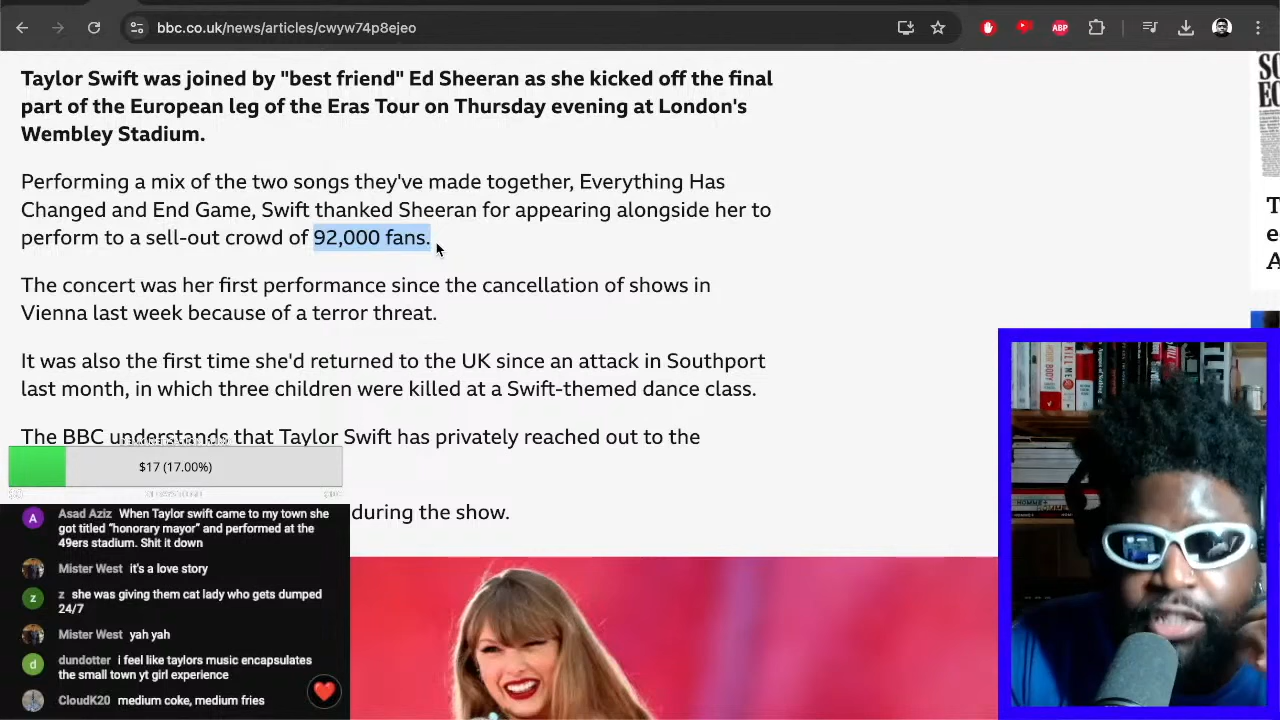 bbc.co.uk/news/articles/cwyw74p8ejeo
ABP
Taylor Swift was joined by "best friend" Ed Sheeran as she kicked off the final
part of the European leg of the Eras Tour on Thursday evening at London's
Wembley Stadium.
Performing a mix of the two songs they've made together, Everything Has
Changed and End Game, Swift thanked Sheeran for appearing alongside her to
perform to a sell-out crowd of 92,000 fans.
The concert was her first performance since the cancellation of shows in
Vienna last week because of a terror threat.
It was also the first time she'd returned to the UK since an attack in Southport
last month, in which three children were killed at a Swift-themed dance class.
The BBC understands that Taylor Swift has privately reached out to the
$17 (17.00%)
during the show.
A
Asad Aziz When Taylor swift came to my town she
got titled "honorary mayor" and performed at the
49ers stadium. Shit it down
Mister West it's a love story
z
z she was giving them cat lady who gets dumped
24/7
Mister West yah yah
d
dundotter i feel like taylors music encapsulates
the small town yt girl experience
CloudK20 medium coke, medium fries
T
e
A
KILL
BODY
HOMME+